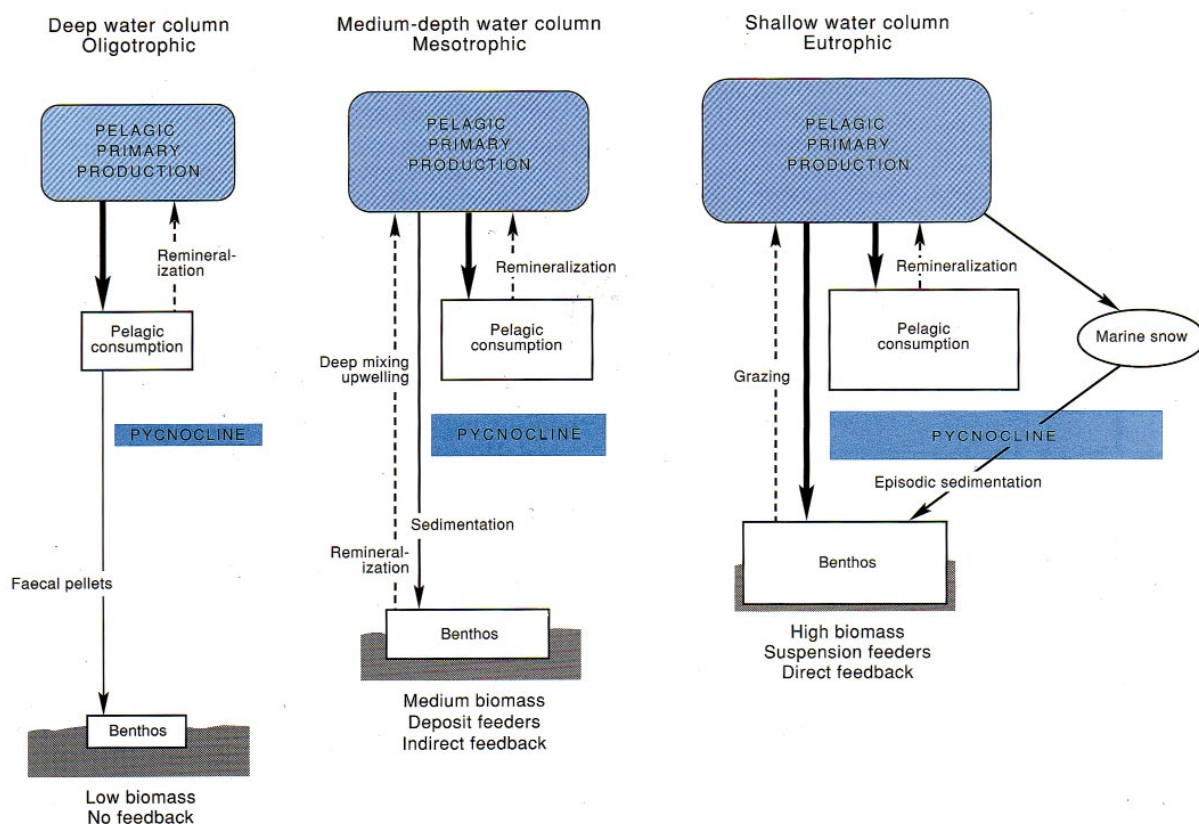 Deep water column
Oligotrophic
PELAGIC
PRIMARY
PRODUCTION
Remineral-
ization
Pelagic
consumption
PYCNOCLINE
Faecal pellets
Benthos
Low biomass
No feedback
Medium-depth water column
Mesotrophic
PELAGIC
PRIMARY
PRODUCTION
Remineralization
Pelagic
consumption
Deep mixing
upwelling
PYCNOCLINE
Sedimentation
Remineral-
ization
Benthos
Medium biomass
Deposit feeders
Indirect feedback
Shallow water column
Eutrophic
PELAGIC
PRIMARY
PRODUCTION
Remineralization
Pelagic
consumption
Marine snow
Grazing
PYCNOCLINE
Episodic sedimentation
Benthos
High biomass
Suspension feeders
Direct feedback